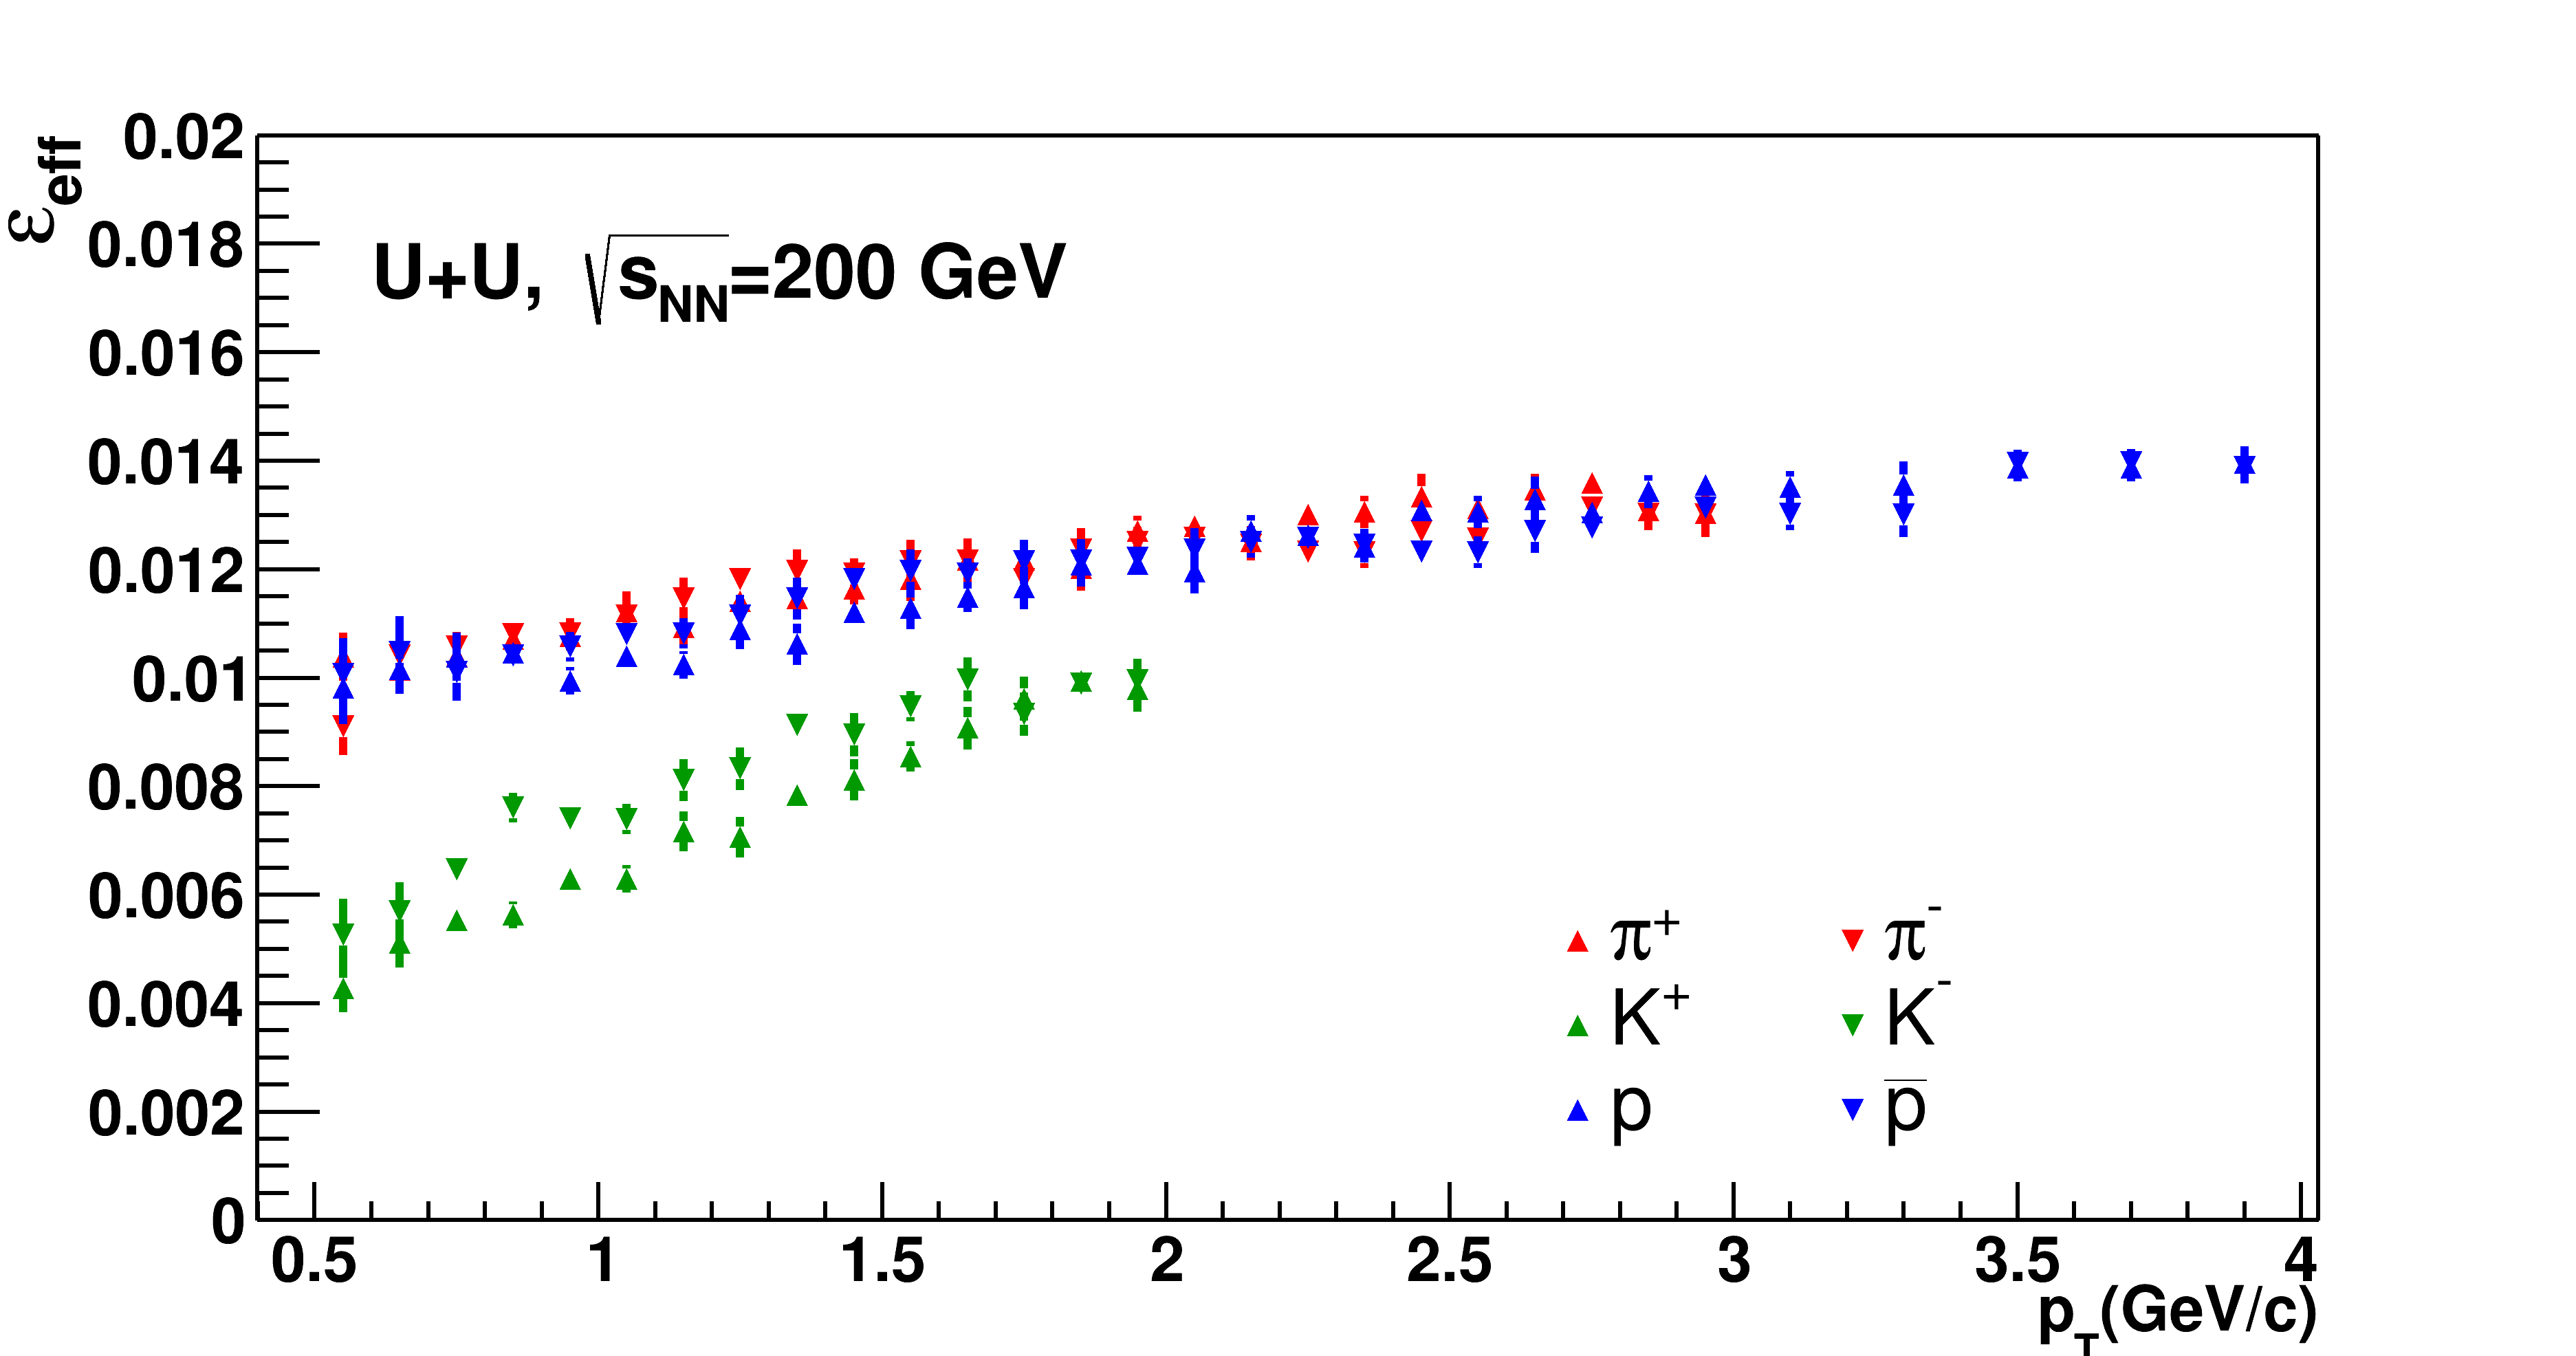 ε_eff
0.02
0.018
0.016
0.014
0.012
0.01
0.008
0.006
0.004
0.002
0
U+U, √s_NN=200 GeV
π⁺ π⁻
K⁺ K⁻
p p̅
0.5 1 1.5 2 2.5 3 3.5 4
p_T(GeV/c)